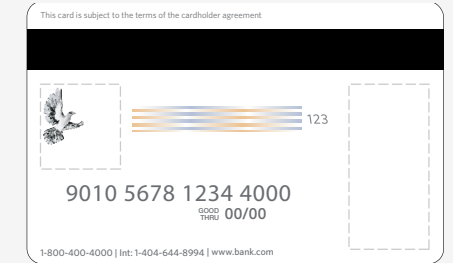 This card is subject to the terms of the cardholder agreement
123
9010 5678 1234 4000
GOOD
THRU 00/00
1-800-400-4000 | Int: 1-404-644-8994 | www.bank.com